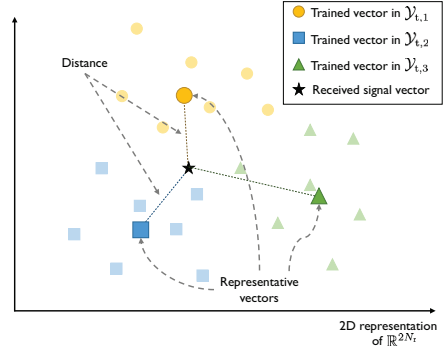 Trained vector in 𝒴t,1
Trained vector in 𝒴t,2
Trained vector in 𝒴t,3
Received signal vector
Distance
Representative
vectors
2D representation
of ℝ^{2N_r}